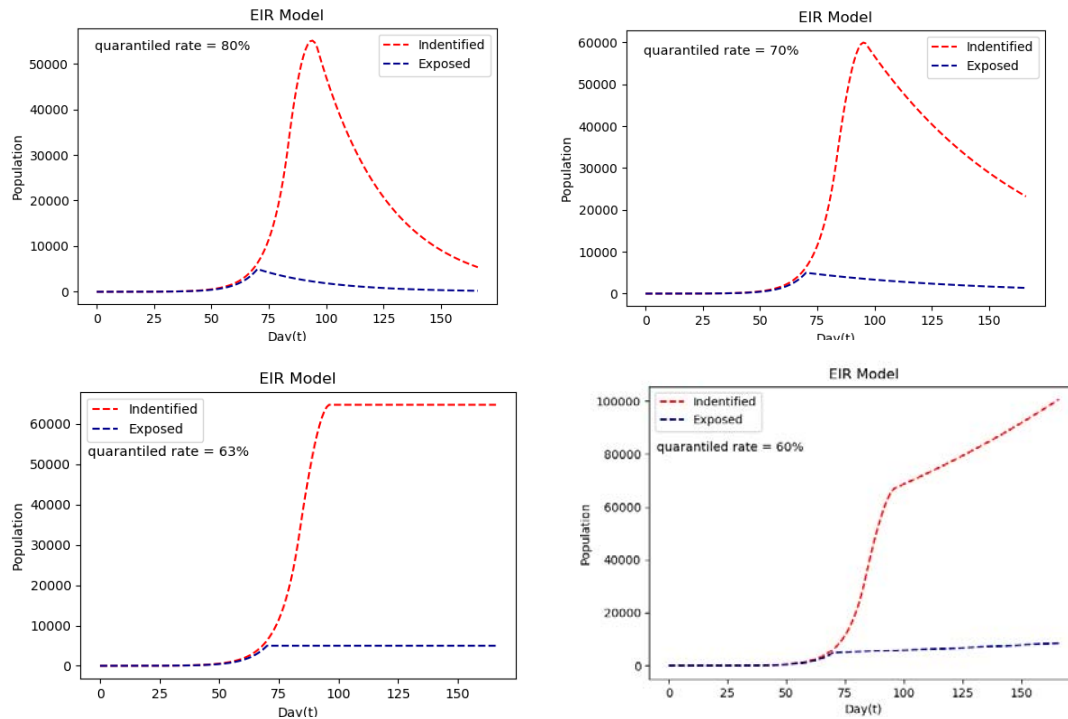 EIR Model
quarantiled rate = 80%
Indentified
Exposed
Population
50000
40000
30000
20000
10000
0
0 25 50 75 100 125 150
Day(t)
EIR Model
quarantiled rate = 70%
Indentified
Exposed
Population
60000
50000
40000
30000
20000
10000
0
0 25 50 75 100 125 150
Day(t)
EIR Model
Indentified
Exposed
quarantiled rate = 63%
Population
60000
50000
40000
30000
20000
10000
0
0 25 50 75 100 125 150
Day(t)
EIR Model
Indentified
Exposed
quarantiled rate = 60%
Population
100000
80000
60000
40000
20000
0
0 25 50 75 100 125 150
Day(t)